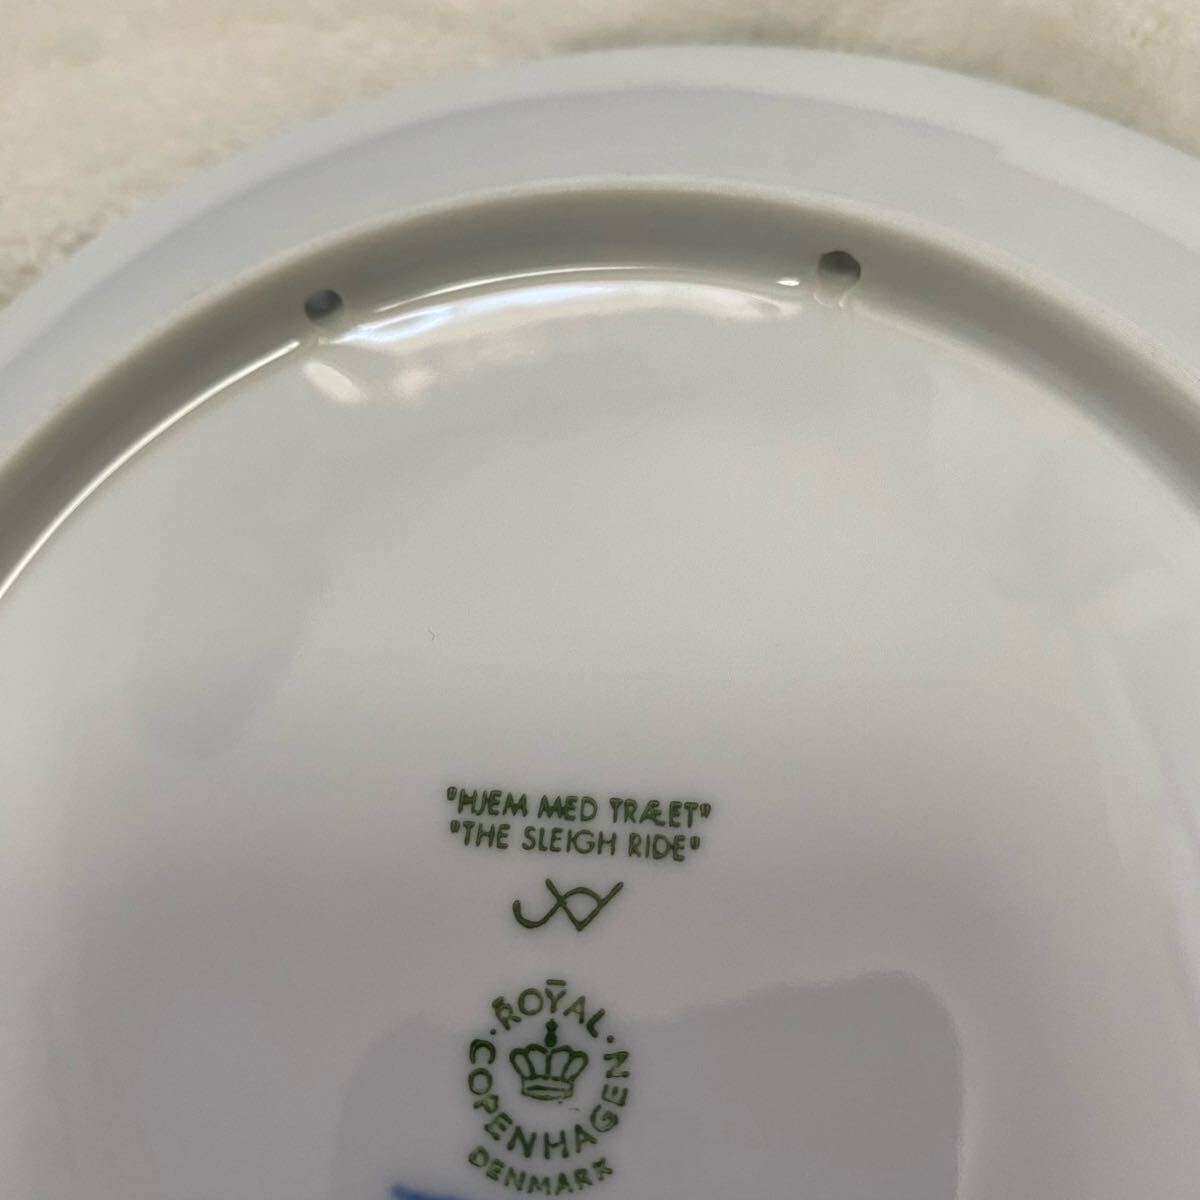 "HJEM MED TRÆET"
"THE SLEIGH RIDE"
ROYAL · COPENHAGEN ·
DENMARK